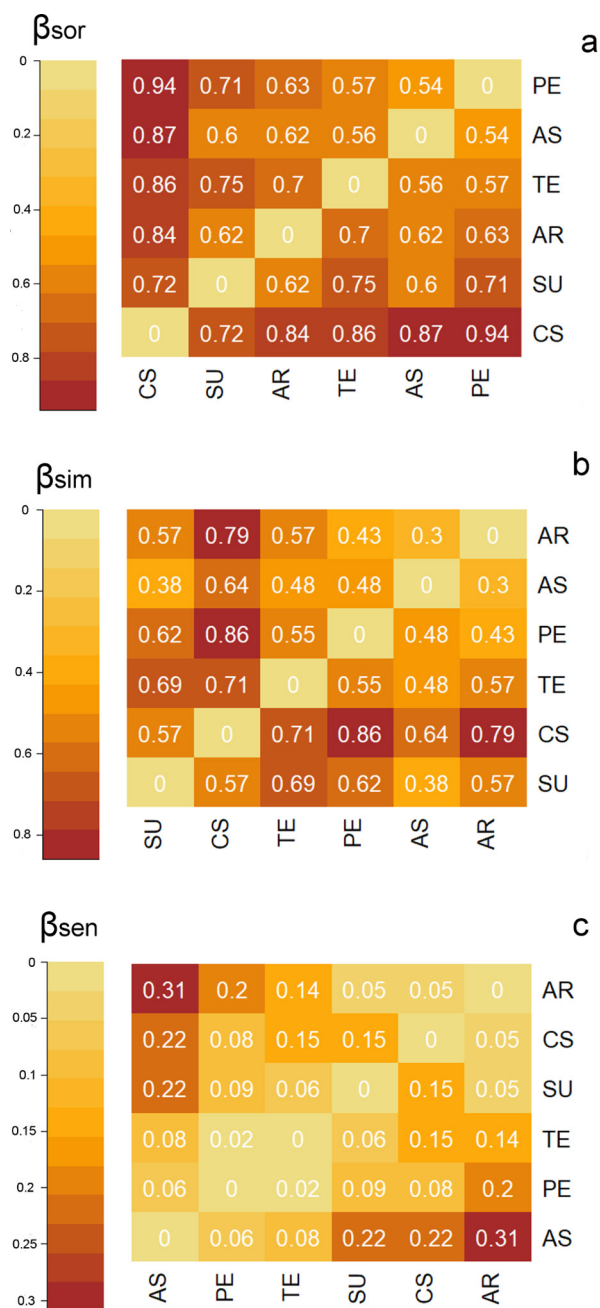 βsor
a
0
0.2
0.4
0.6
0.8
0.94 0.71 0.63 0.57 0.54 0 PE
0.87 0.6 0.62 0.56 0 0.54 AS
0.86 0.75 0.7 0 0.56 0.57 TE
0.84 0.62 0 0.7 0.62 0.63 AR
0.72 0 0.62 0.75 0.6 0.71 SU
0 0.72 0.84 0.86 0.87 0.94 CS
CS SU AR TE AS PE
βsim
b
0
0.2
0.4
0.6
0.8
0.57 0.79 0.57 0.43 0.3 0 AR
0.38 0.64 0.48 0.48 0 0.3 AS
0.62 0.86 0.55 0 0.48 0.43 PE
0.69 0.71 0 0.55 0.48 0.57 TE
0.57 0 0.71 0.86 0.64 0.79 CS
0 0.57 0.69 0.62 0.38 0.57 SU
SU CS TE PE AS AR
βsen
c
0
0.05
0.1
0.15
0.2
0.25
0.3
0.31 0.2 0.14 0.05 0.05 0 AR
0.22 0.08 0.15 0.15 0 0.05 CS
0.22 0.09 0.06 0 0.15 0.05 SU
0.08 0.02 0 0.06 0.15 0.14 TE
0.06 0 0.02 0.09 0.08 0.2 PE
0 0.06 0.08 0.22 0.22 0.31 AS
AS PE TE SU CS AR